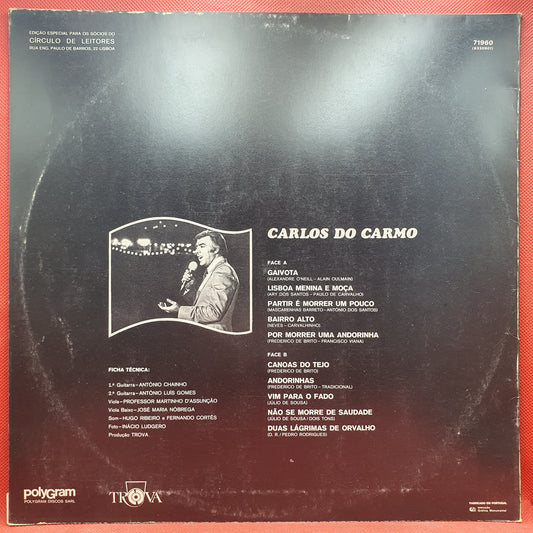 EDIÇÃO ESPECIAL PARA OS SÓCIOS DO
CÍRCULO DE LEITORES
RUA ENG. PAULO DE BARROS, 22 LISBOA
71960
(6330901)
CARLOS DO CARMO
FACE A
GAIVOTA
(ALEXANDRE O'NEILL – ALAIN OULMAIN)
LISBOA MENINA E MOÇA
(ARY DOS SANTOS – PAULO DE CARVALHO)
PARTIR É MORRER UM POUCO
(MASCARENHAS BARRETO – ANTÓNIO DOS SANTOS)
BAIRRO ALTO
(NEVES – CARVALHINHO)
POR MORRER UMA ANDORINHA
(FREDERICO DE BRITO – FRANCISCO VIANA)
FACE B
CANOAS DO TEJO
(FREDERICO DE BRITO)
ANDORINHAS
(FREDERICO DE BRITO – TRADICIONAL)
VIM PARA O FADO
(JÚLIO DE SOUSA)
NÃO SE MORRE DE SAUDADE
(JÚLIO DE SOUSA / DOIS TONS)
DUAS LÁGRIMAS DE ORVALHO
(D. R. / PEDRO RODRIGUES)
FICHA TÉCNICA:
1.ª Guitarra – ANTÓNIO CHAINHO
2.ª Guitarra – ANTÓNIO LUÍS GOMES
Viola – PROFESSOR MARTINHO D'ASSUNÇÃO
Viola Baixo – JOSÉ MARIA NÓBREGA
Som – HUGO RIBEIRO e FERNANDO CORTÊS
Foto – INÁCIO LUDGERO
Produção TROVA.
polyGram
POLYGRAM DISCOS SARL
TROVA
FABRICADO EM PORTUGAL
Gráfica Monumental